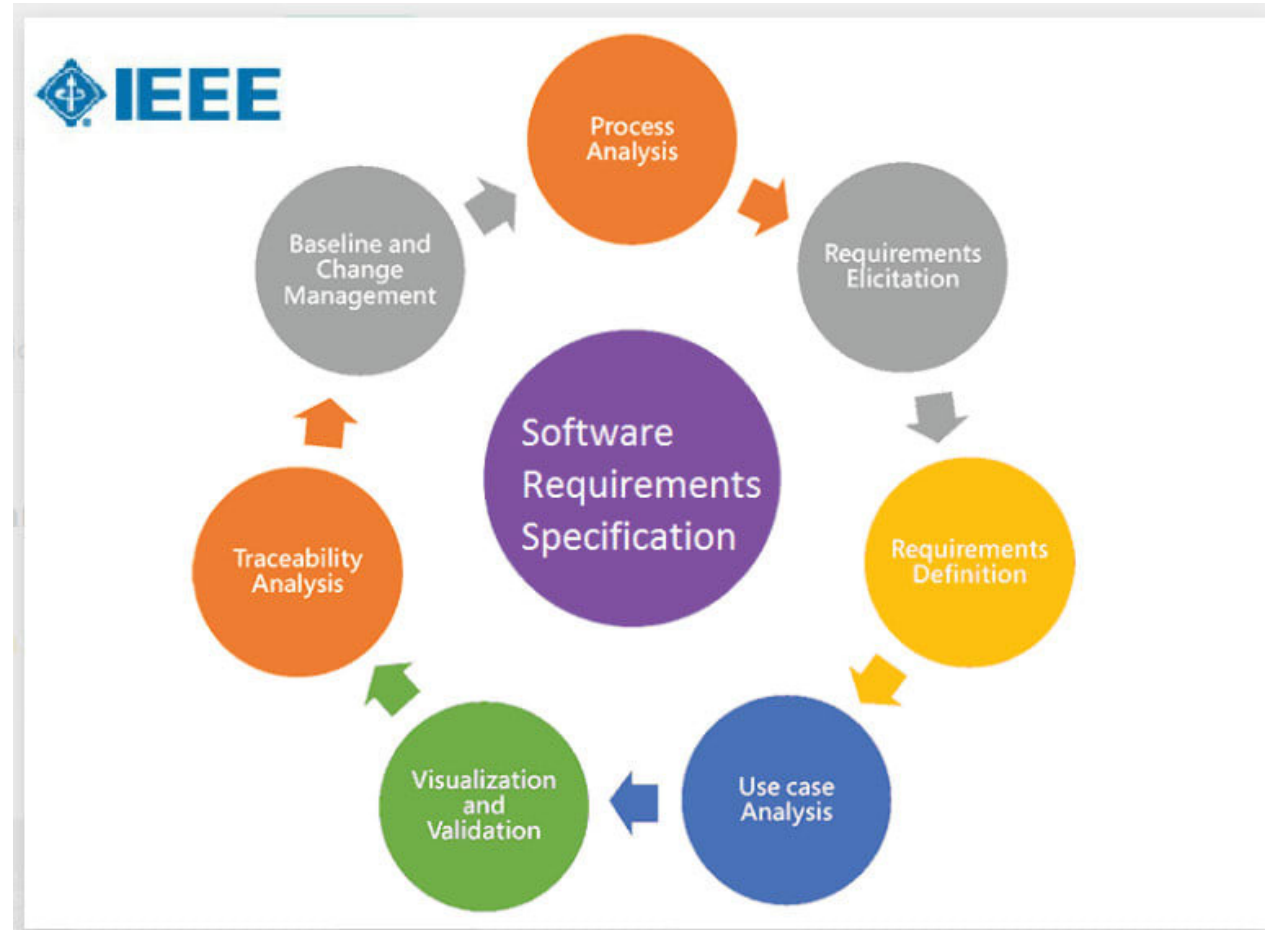 IEEE
Process
Analysis
Requirements
Elicitation
Requirements
Definition
Use case
Analysis
Visualization
and
Validation
Traceability
Analysis
Baseline and
Change
Management
Software
Requirements
Specification